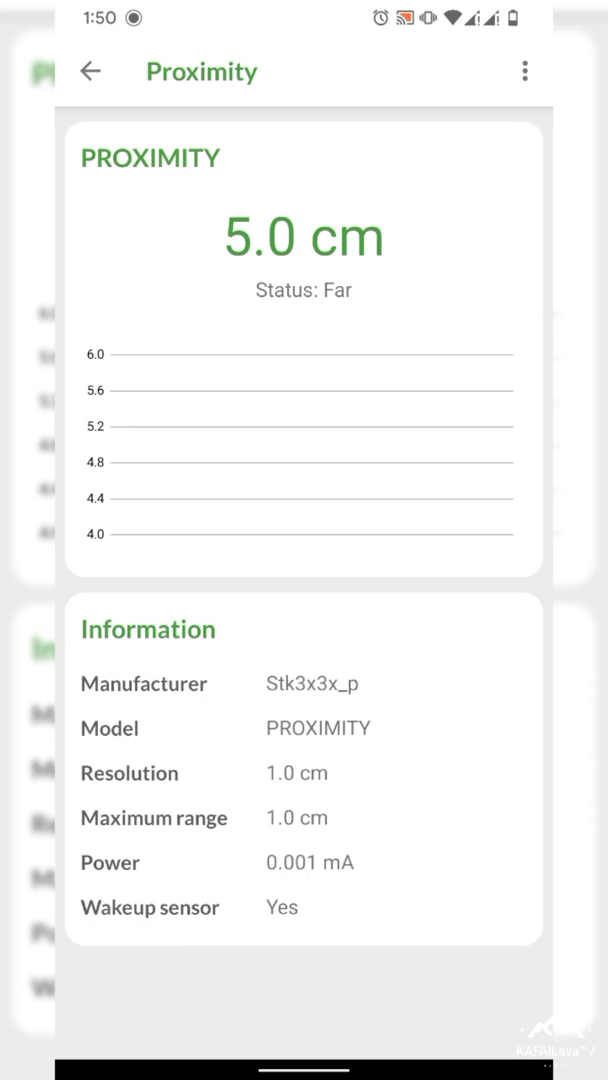 1:50
Proximity
PROXIMITY
5.0 cm
Status: Far
6.0
5.6
5.2
4.8
4.4
4.0
Information
Manufacturer Stk3x3x_p
Model PROXIMITY
Resolution 1.0 cm
Maximum range 1.0 cm
Power 0.001 mA
Wakeup sensor Yes